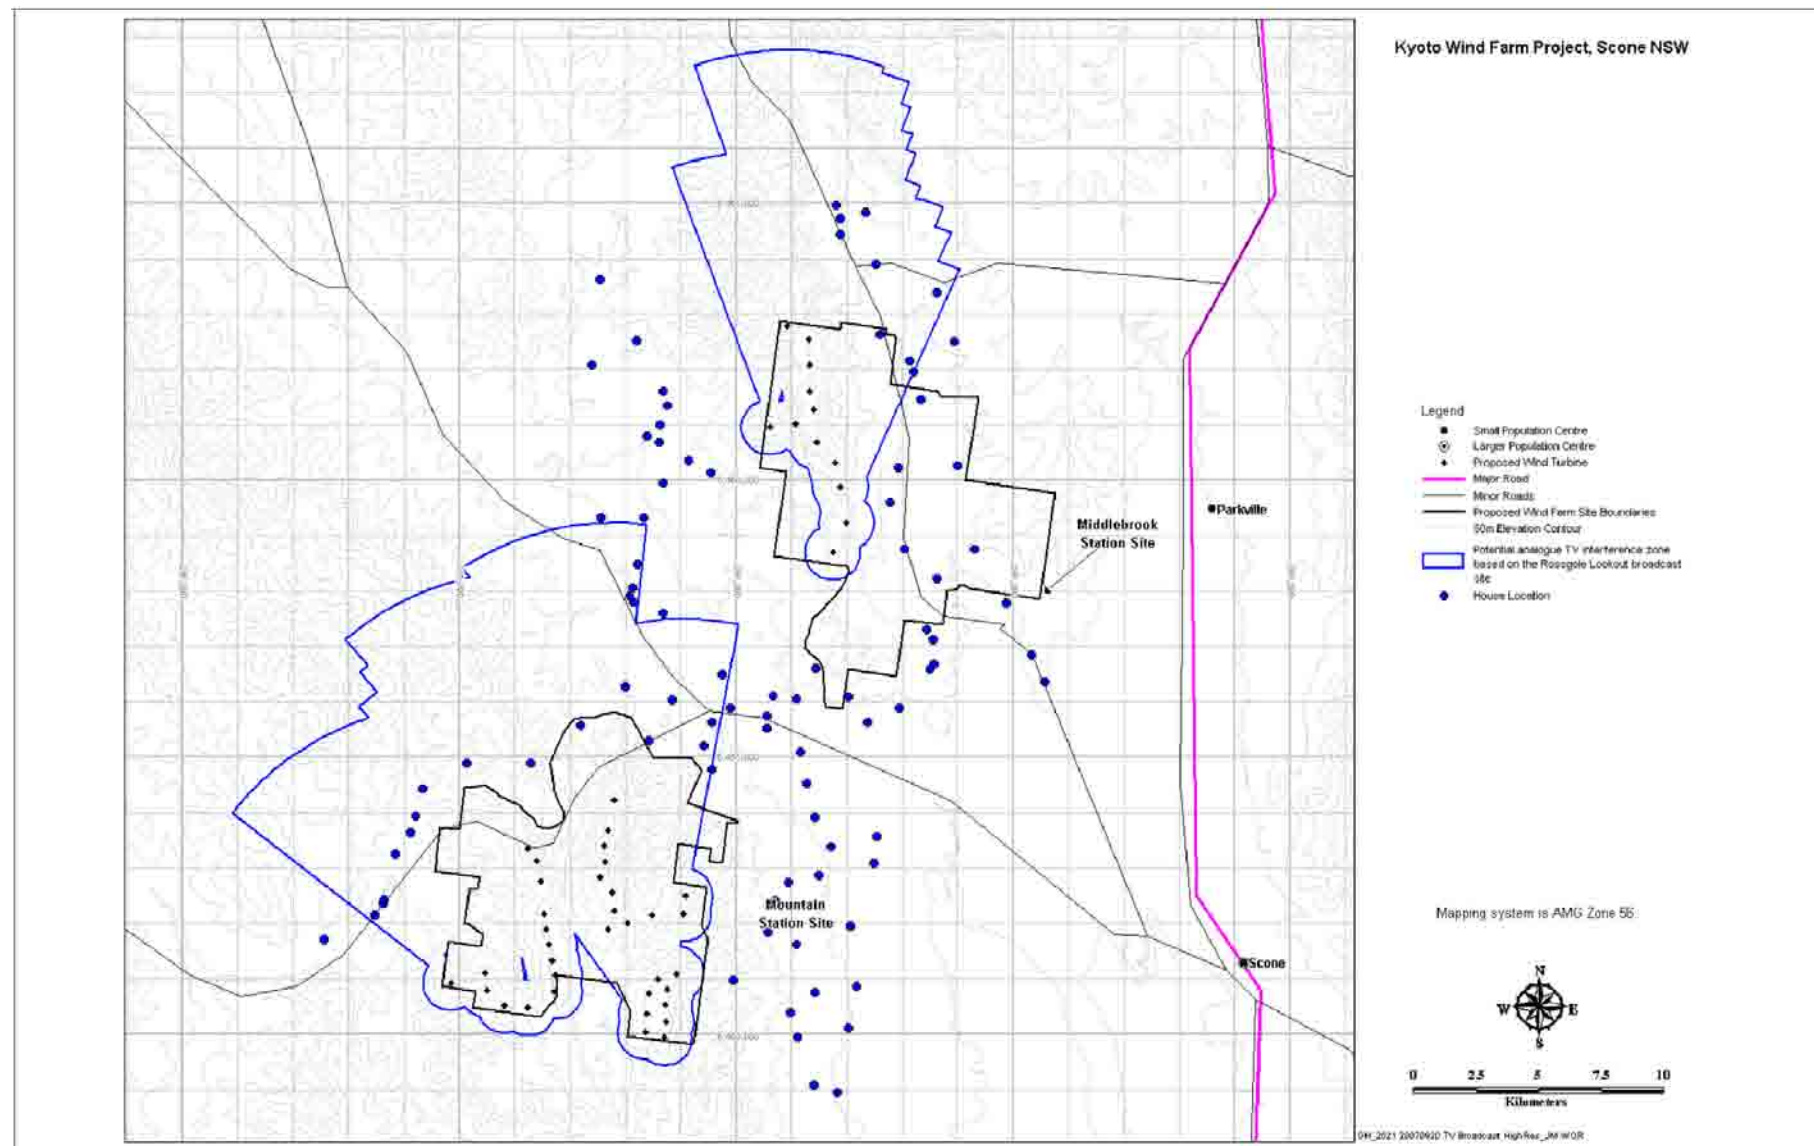 Kyoto Wind Farm Project, Scone NSW
Legend
Small Population Centre
Larger Population Centre
Proposed Wind Turbine
Major Road
Minor Roads
Proposed Wind Farm Site Boundaries
50m Elevation Contour
Potential analogue TV interference zone
based on the Rossgole Lookout broadcast
site
House Location
Middlebrook
Station Site
Parkville
Mountain
Station Site
Scone
Mapping system is AMG Zone 56
N
W E
S
0 2.5 5 7.5 10
Kilometers